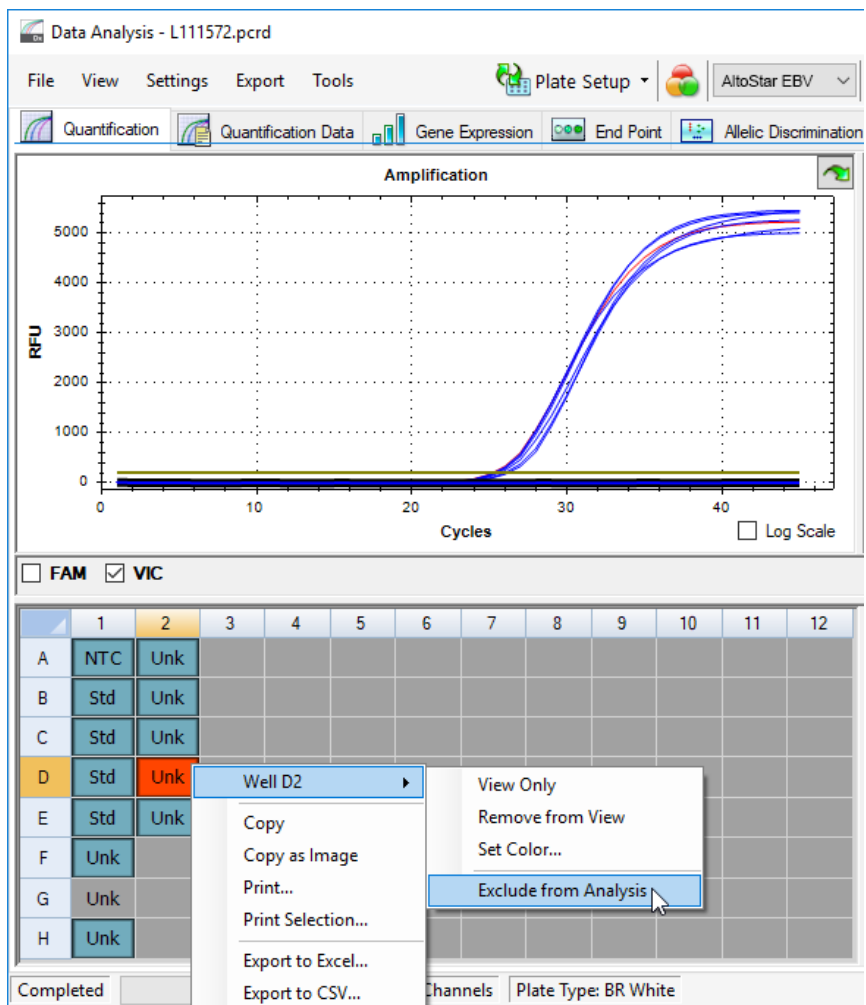 Data Analysis - L111572.pcrd
File View Settings Export Tools Plate Setup AltoStar EBV
Quantification Quantification Data Gene Expression End Point Allelic Discrimination
Amplification
5000
4000
3000
2000
1000
0
RFU
0 10 20 30 40
Cycles
Log Scale
FAM VIC
1 2 3 4 5 6 7 8 9 10 11 12
A NTC Unk
B Std Unk
C Std Unk
D Std Unk
E Std Unk
F Unk
G Unk
H Unk
Well D2
Copy
Copy as Image
Print...
Print Selection...
Export to Excel...
Export to CSV...
View Only
Remove from View
Set Color...
Exclude from Analysis
Completed Channels Plate Type: BR White